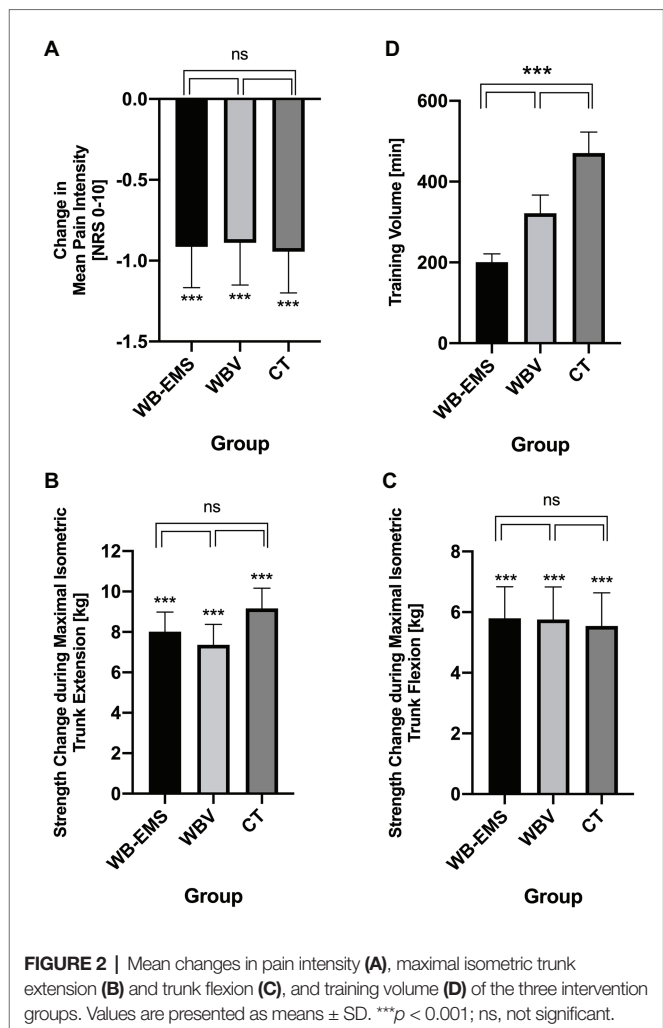 A
ns
0.0
-0.5
-1.0
-1.5
Change in
Mean Pain Intensity
[NRS 0-10]
*** *** ***
WB-EMS WBV CT
Group
D
***
600
400
200
0
Training Volume [min]
WB-EMS WBV CT
Group
B
ns
12
10
8
6
4
2
0
Strength Change during Maximal Isometric
Trunk Extension [kg]
*** *** ***
WB-EMS WBV CT
Group
C
ns
8
6
4
2
0
Strength Change during Maximal Isometric
Trunk Flexion [kg]
*** *** ***
WB-EMS WBV CT
Group
FIGURE 2 | Mean changes in pain intensity (A), maximal isometric trunk
extension (B) and trunk flexion (C), and training volume (D) of the three intervention
groups. Values are presented as means ± SD. ***p < 0.001; ns, not significant.